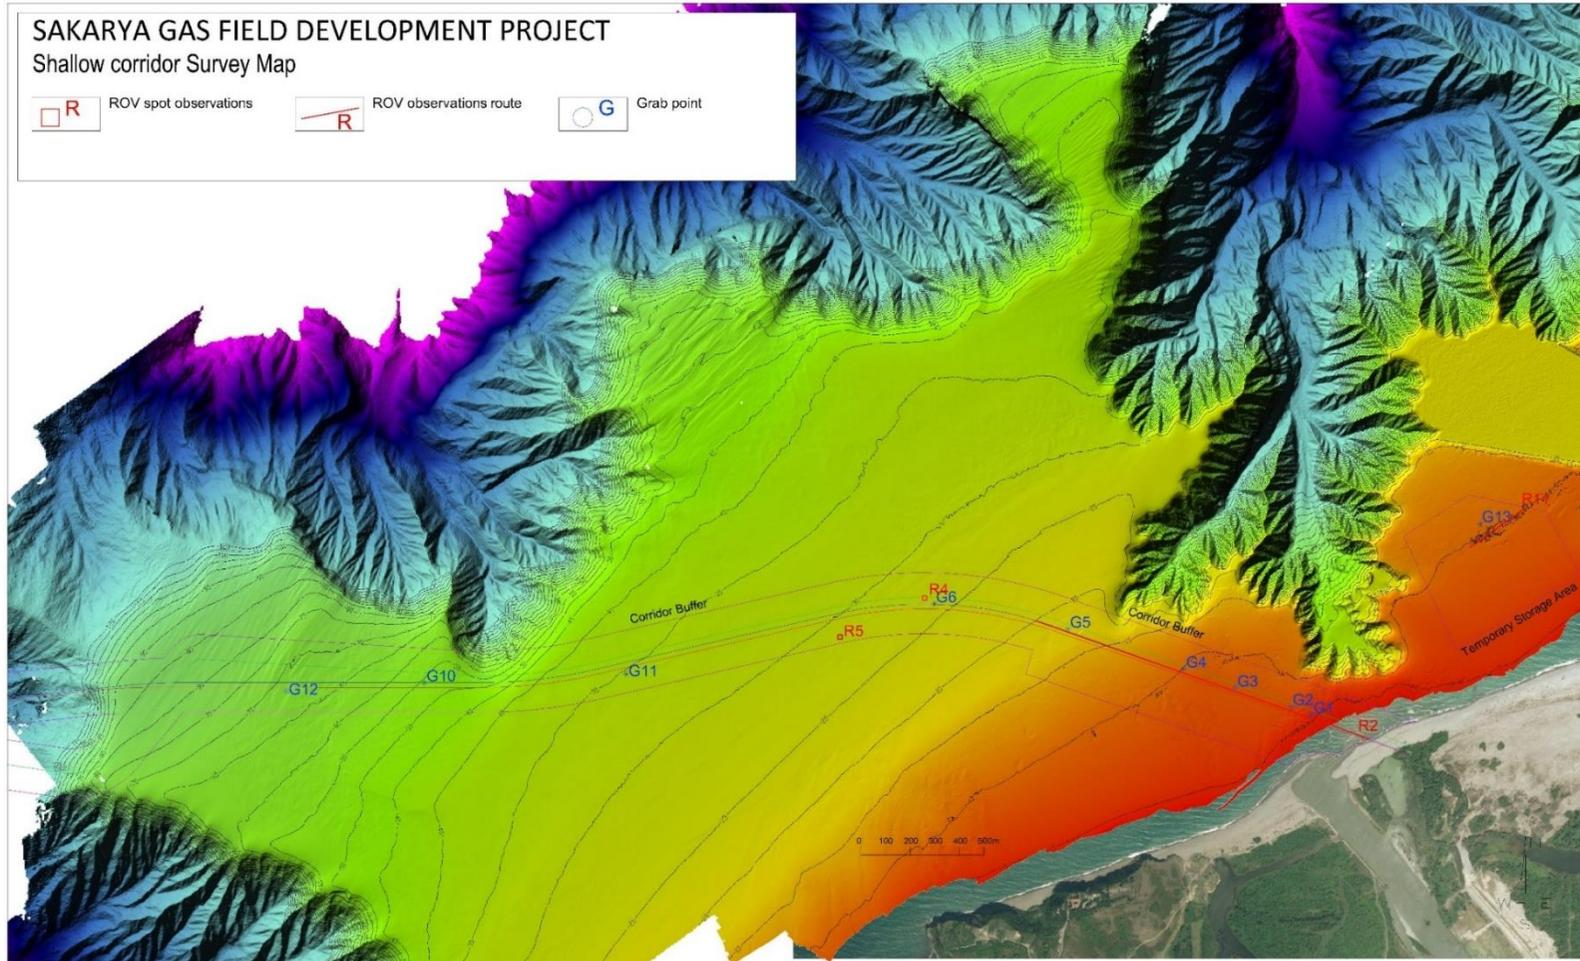 SAKARYA GAS FIELD DEVELOPMENT PROJECT
Shallow corridor Survey Map
R ROV spot observations
R ROV observations route
G Grab point
R1
G13
Temporary Storage Area
Corridor Buffer
R4
G6
G5
Corridor Buffer
R5
G4
G11
G10
G12
G3
G2
G1
R2
0 100 200 300 400 500m
N
W E
S